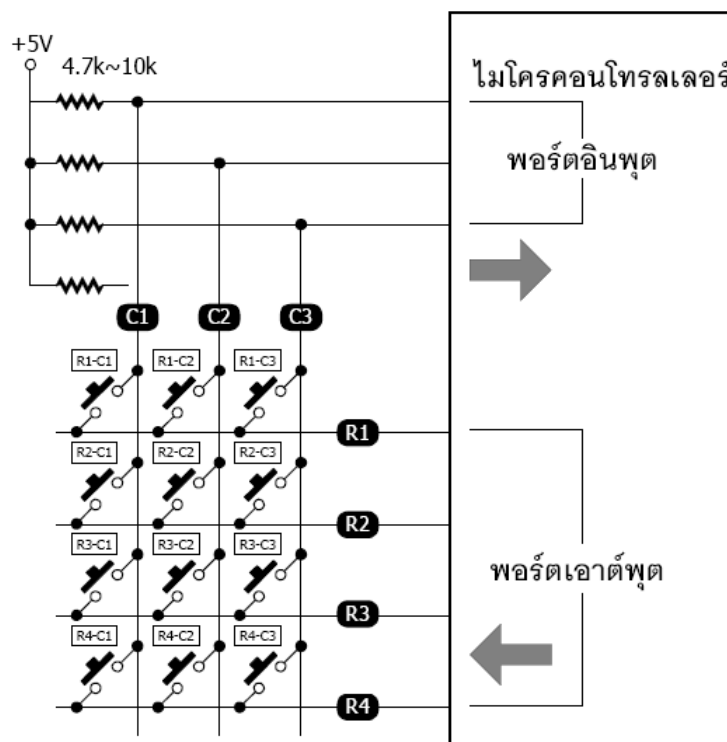 +5V
4.7k~10k
ไมโครคอนโทรลเลอร์
พอร์ตอินพุต
C1 C2 C3
R1-C1 R1-C2 R1-C3
R1
R2-C1 R2-C2 R2-C3
R2
R3-C1 R3-C2 R3-C3
พอร์ตเอาต์พุต
R3
R4-C1 R4-C2 R4-C3
R4